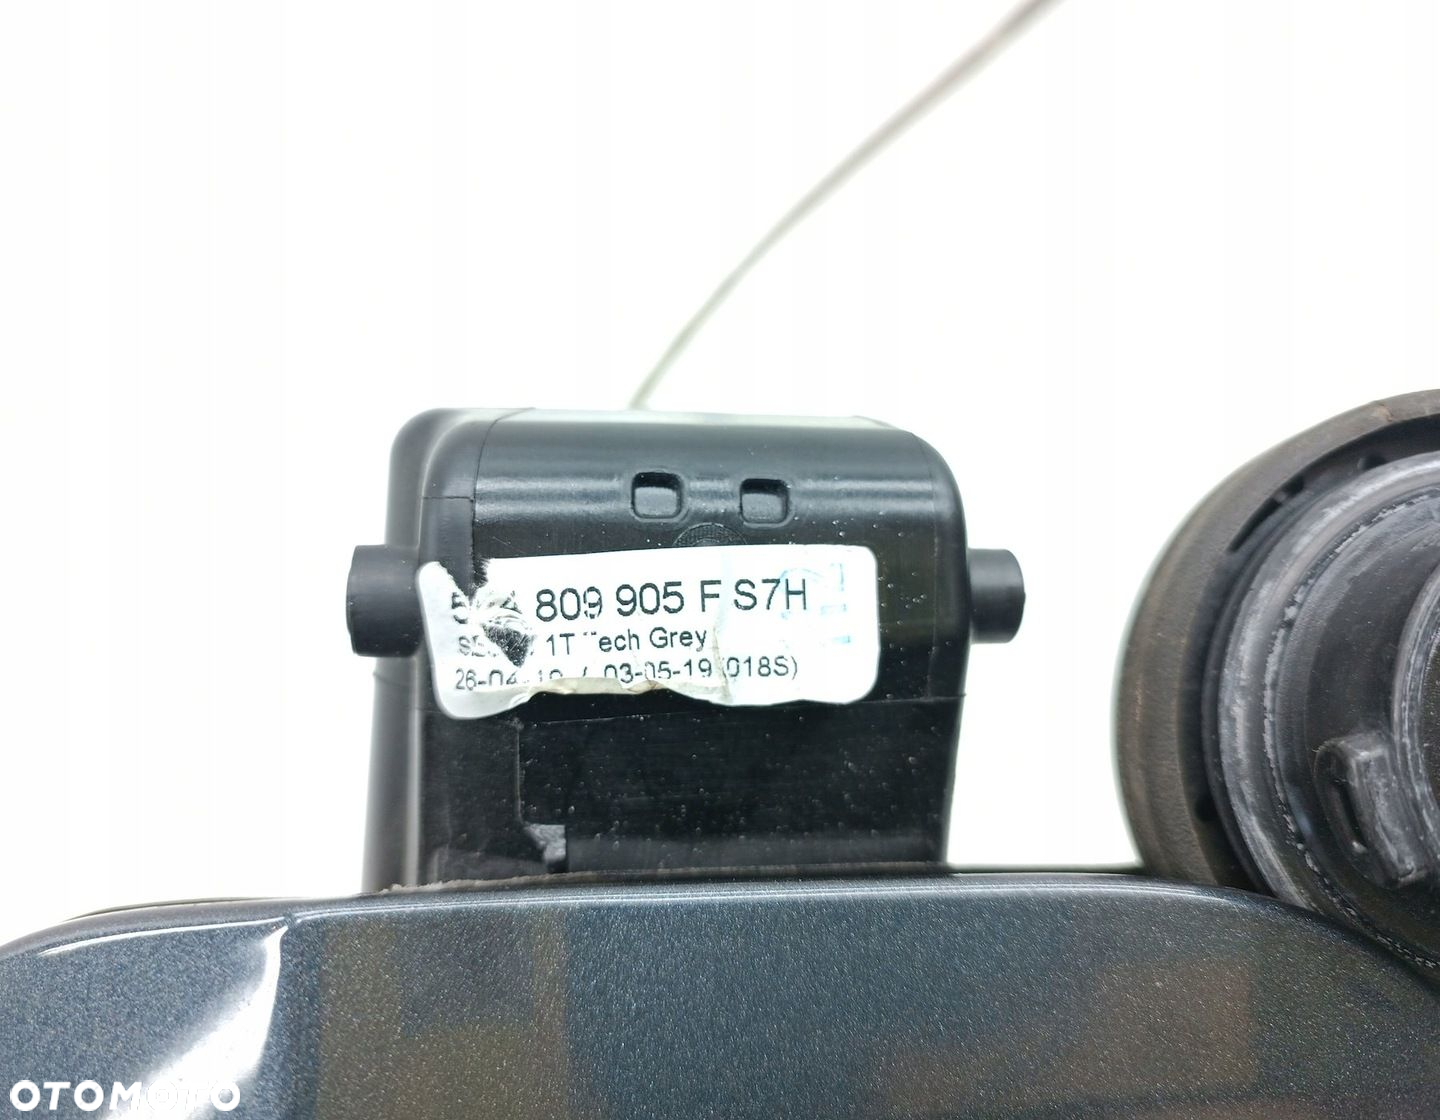 809 905 F S7H
1T Tech Grey
03-05-19 (018S)
OTOMOTO